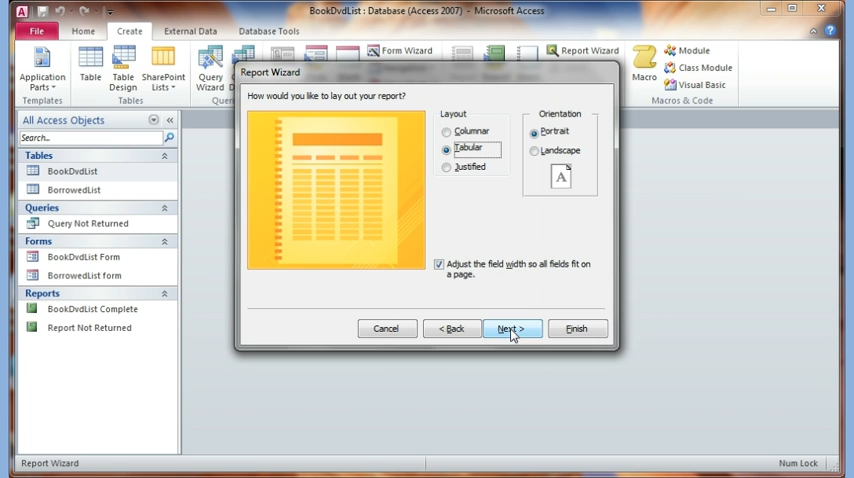 BookDvdList : Database (Access 2007) - Microsoft Access
File
Home
Create
External Data
Database Tools
Application Parts
Table
Table Design
SharePoint Lists
Query Wizard
Form Wizard
Report Wizard
Macro
Module
Class Module
Visual Basic
Templates
Tables
Macros & Code
Report Wizard
How would you like to lay out your report?
Layout
Columnar
Tabular
Justified
Orientation
Portrait
Landscape
A
Adjust the field width so all fields fit on
a page.
Cancel
< Back
Next >
Finish
All Access Objects
Search...
Tables
BookDvdList
BorrowedList
Queries
Query Not Returned
Forms
BookDvdList Form
BorrowedList form
Reports
BookDvdList Complete
Report Not Returned
Report Wizard
Num Lock